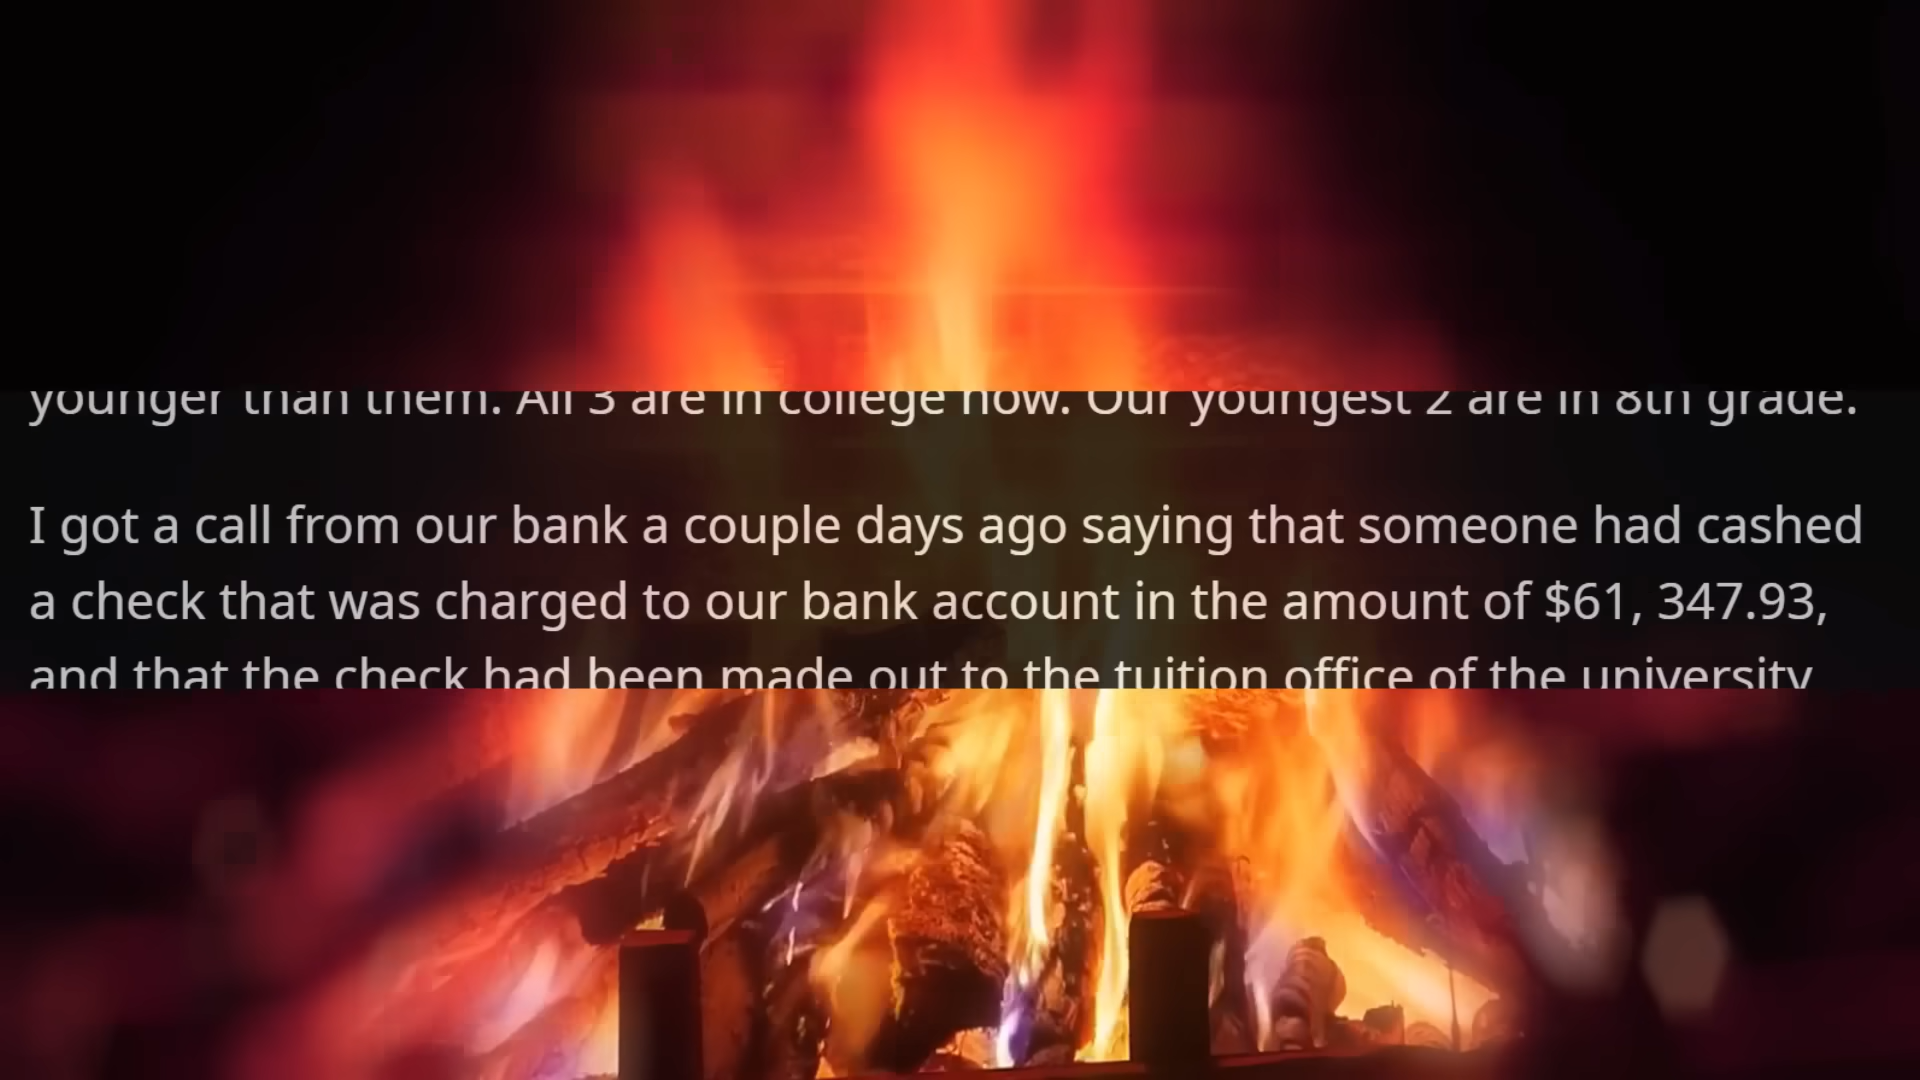 younger than them. All 3 are in college now. Our youngest 2 are in 8th grade.
I got a call from our bank a couple days ago saying that someone had cashed
a check that was charged to our bank account in the amount of $61, 347.93,
and that the check had been made out to the tuition office of the university